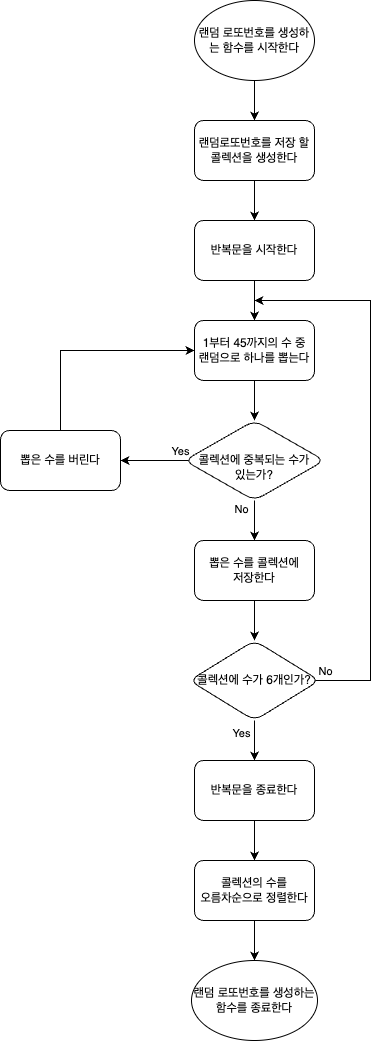 랜덤 로또번호를 생성하
는 함수를 시작한다
랜덤로또번호를 저장 할
콜렉션을 생성한다
반복문을 시작한다
1부터 45까지의 수 중
랜덤으로 하나를 뽑는다
콜렉션에 중복되는 수가
있는가?
Yes
뽑은 수를 버린다
No
뽑은 수를 콜렉션에
저장한다
콜렉션에 수가 6개인가?
No
Yes
반복문을 종료한다
콜렉션의 수를
오름차순으로 정렬한다
랜덤 로또번호를 생성하는
함수를 종료한다